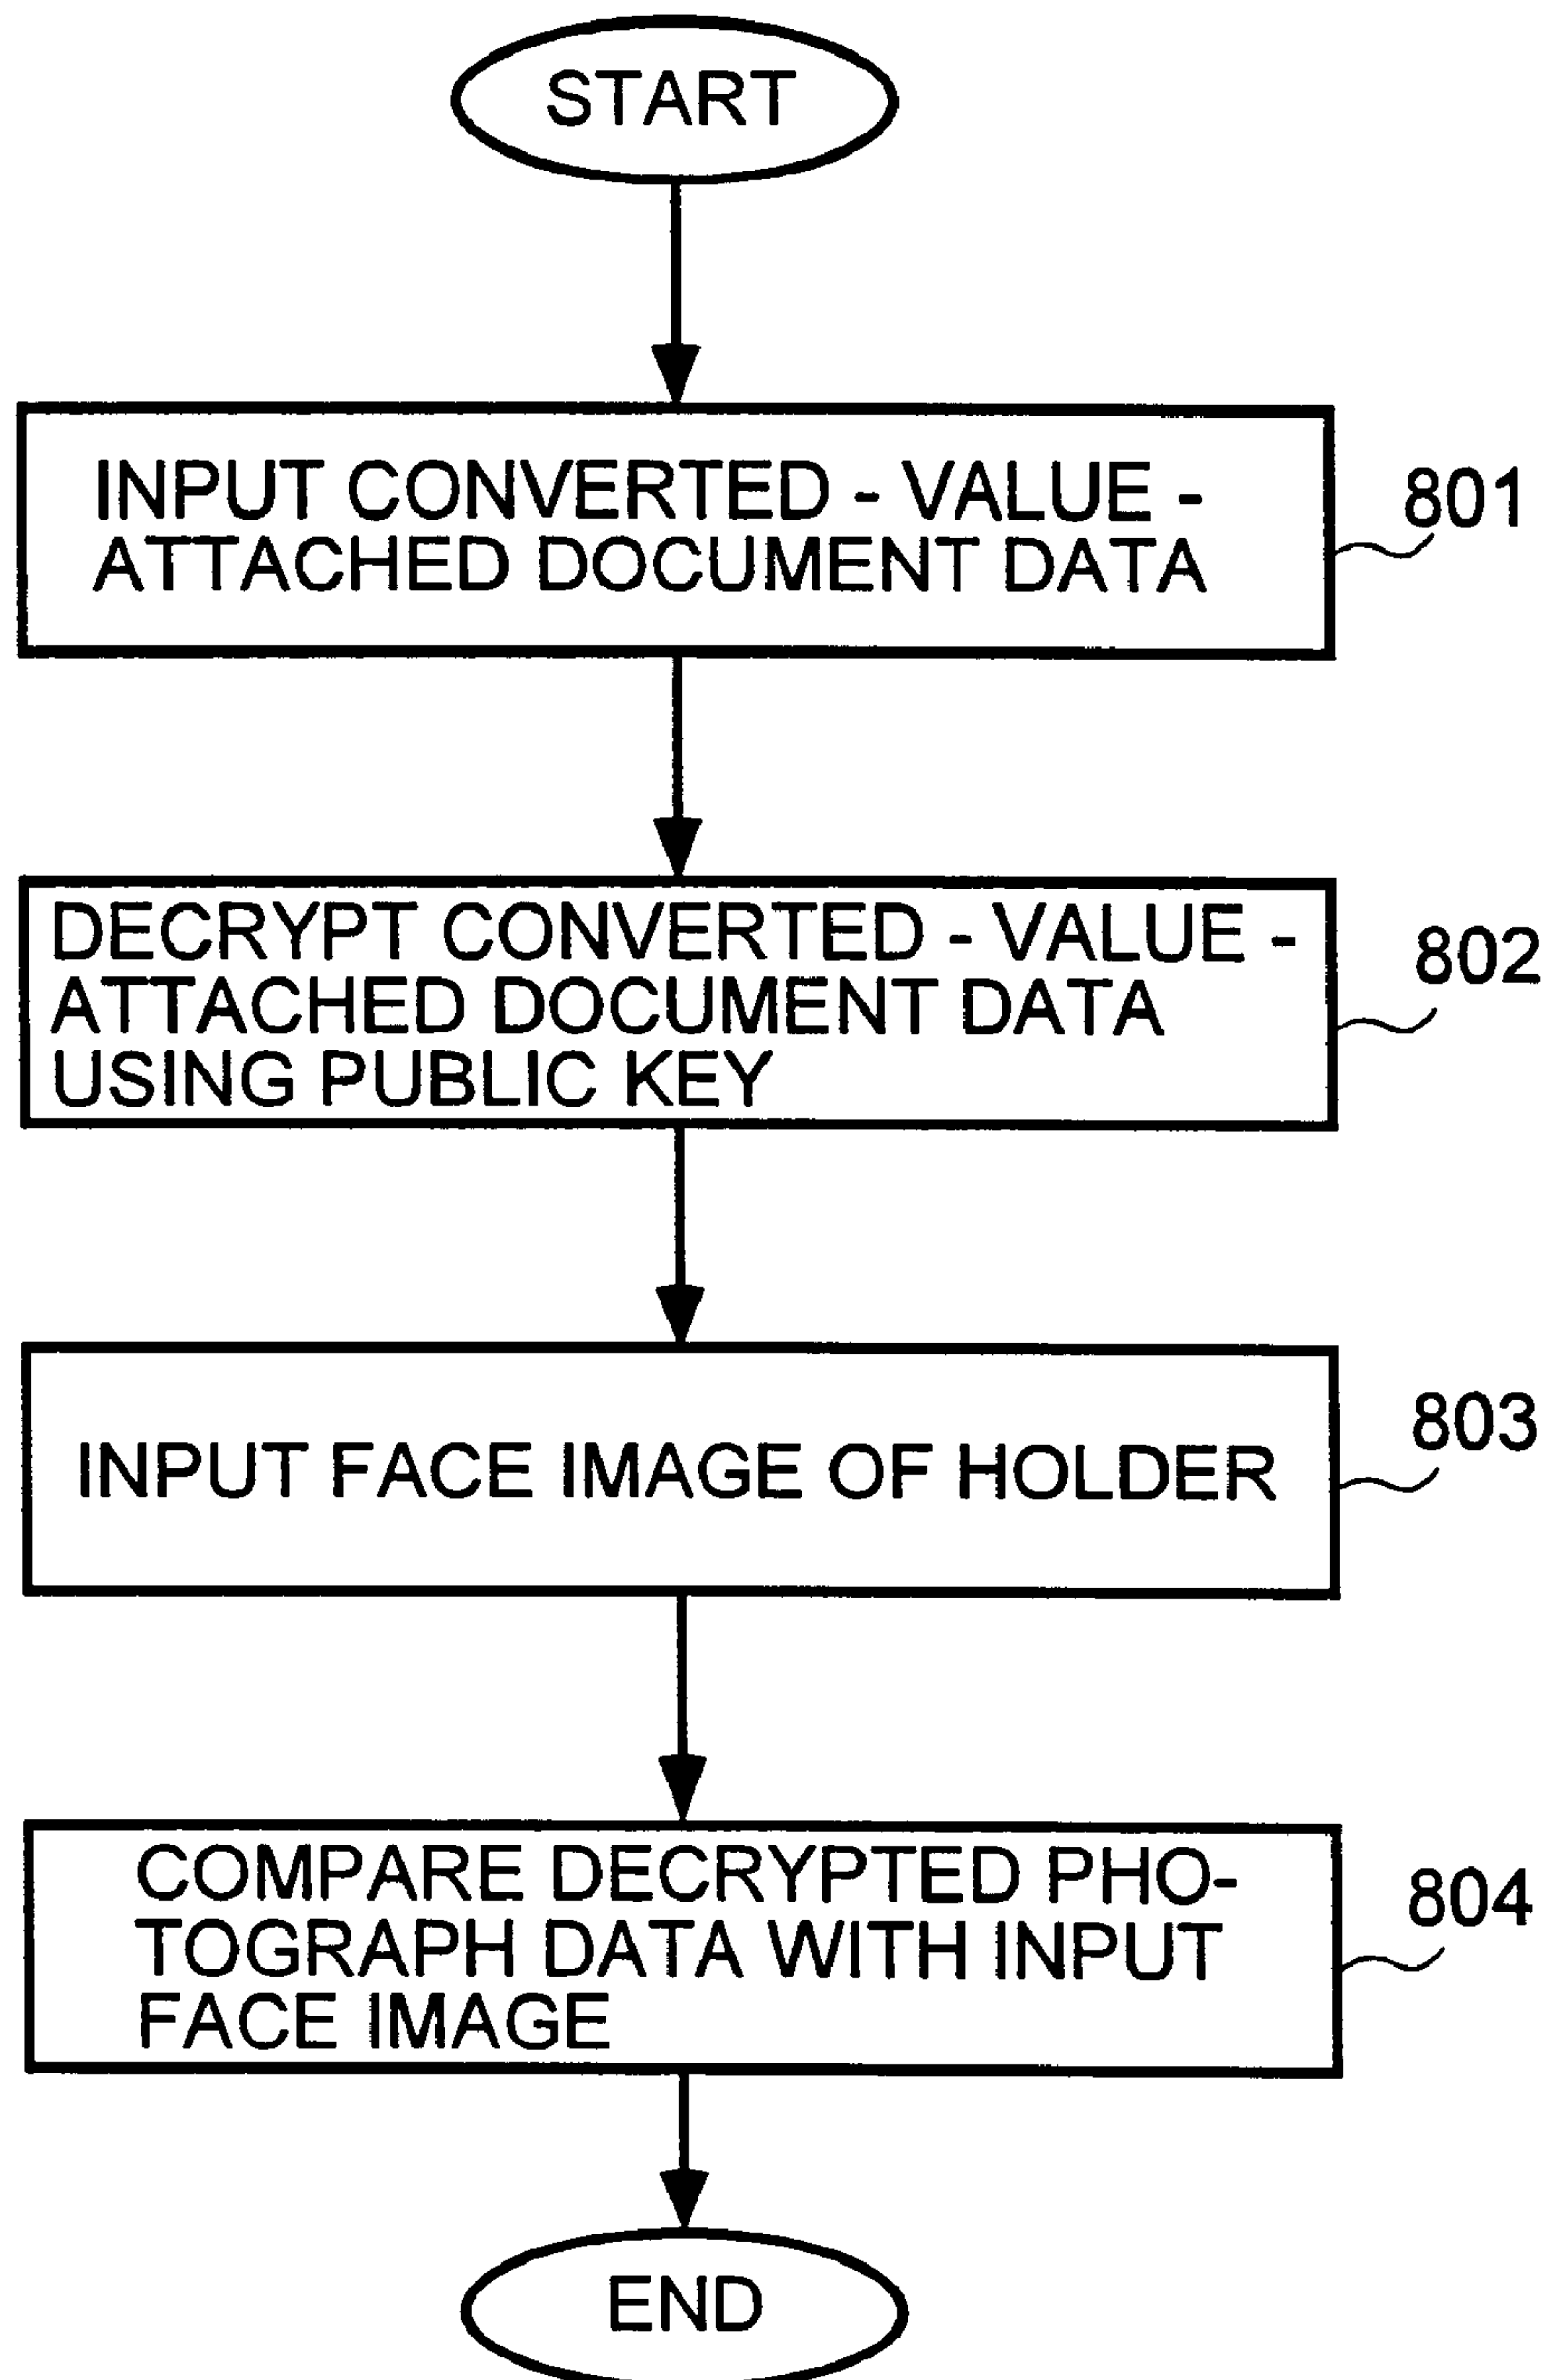 START
INPUT CONVERTED - VALUE -
ATTACHED DOCUMENT DATA
801
DECRYPT CONVERTED - VALUE -
ATTACHED DOCUMENT DATA
USING PUBLIC KEY
802
INPUT FACE IMAGE OF HOLDER
803
COMPARE DECRYPTED PHO-
TOGRAPH DATA WITH INPUT
FACE IMAGE
804
END